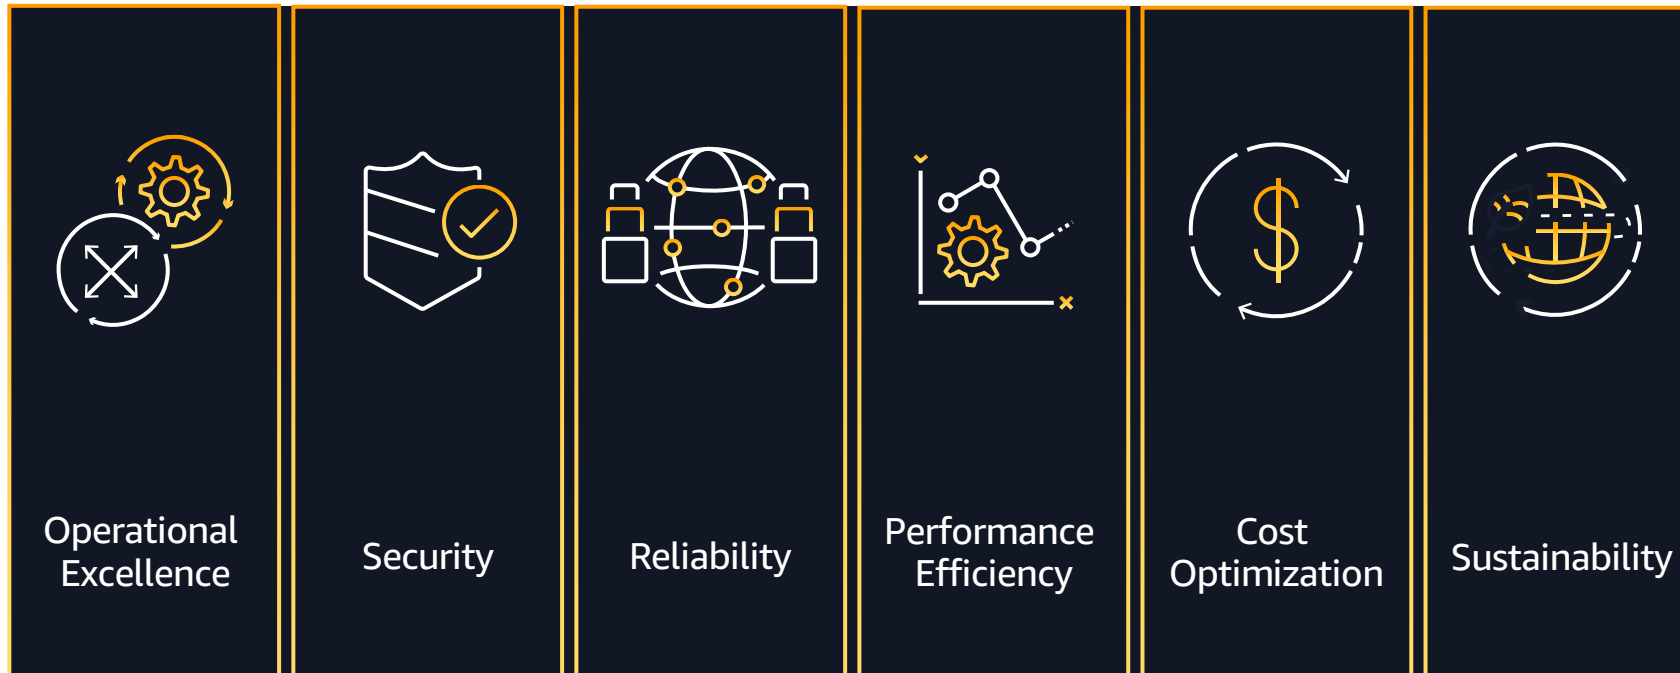 Operational
Excellence
Security
Reliability
Performance
Efficiency
Cost
Optimization
Sustainability